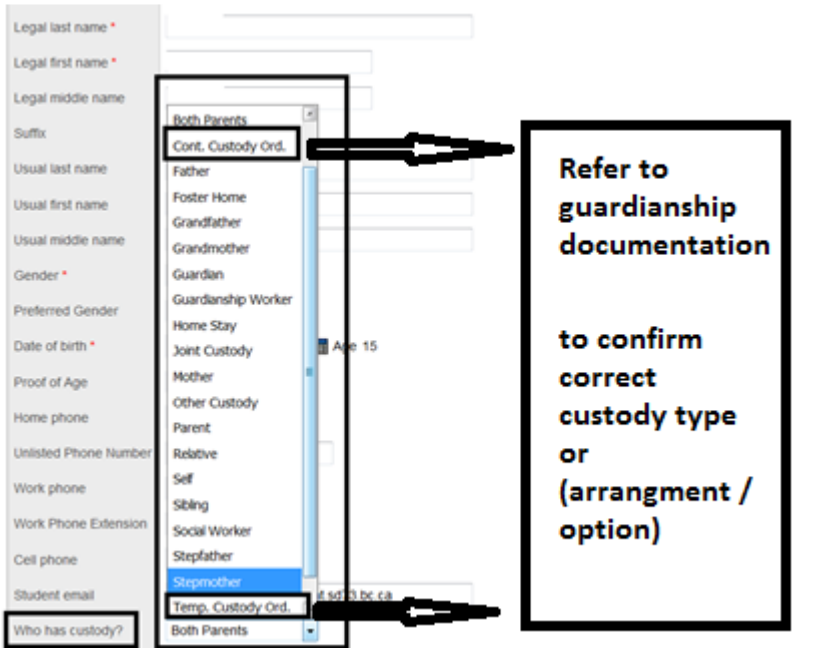 Legal last name *
Legal first name *
Legal middle name
Suffix
Usual last name
Usual first name
Usual middle name
Gender *
Preferred Gender
Date of birth *
Proof of Age
Home phone
Unlisted Phone Number
Work phone
Work Phone Extension
Cell phone
Student email
Who has custody?
Both Parents
Cont. Custody Ord.
Father
Foster Home
Grandfather
Grandmother
Guardian
Guardianship Worker
Home Stay
Joint Custody
Mother
Other Custody
Parent
Relative
Self
Sibling
Social Worker
Stepfather
Stepmother
Temp. Custody Ord.
Both Parents
Age 15
Refer to
guardianship
documentation
to confirm
correct
custody type
or
(arrangment /
option)